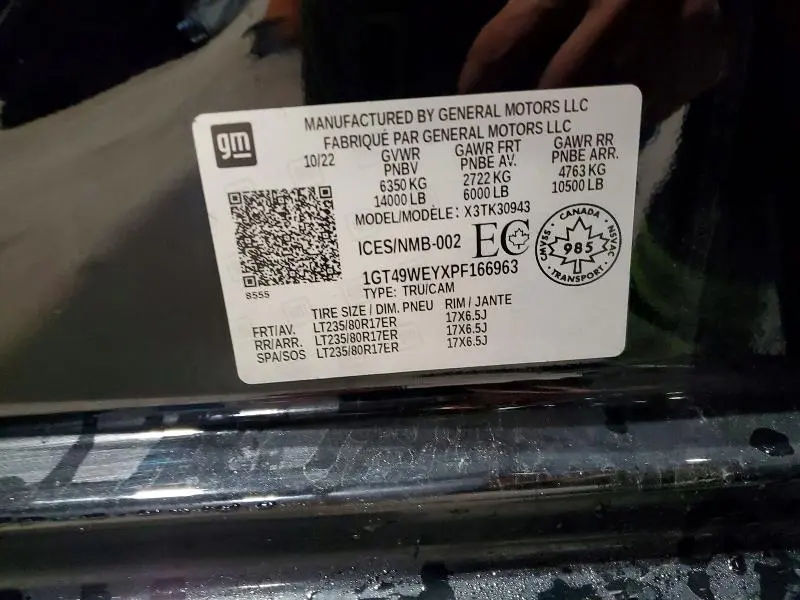 gm
MANUFACTURED BY GENERAL MOTORS LLC
FABRIQUÉ PAR GENERAL MOTORS LLC
10/22
GVWR
PNBV
6350 KG
14000 LB
GAWR FRT
PNBE AV.
2722 KG
6000 LB
GAWR RR
PNBE ARR.
4763 KG
10500 LB
MODEL/MODÈLE: X3TK30943
ICES/NMB-002 EC
CANADA
SSAACS
985
NSVAC
TRANSPORT
1GT49WEYXPF166963
TYPE: TRU/CAM
8555
TIRE SIZE / DIM. PNEU RIM / JANTE
FRT/AV. LT235/80R17ER 17X6.5J
RR/ARR. LT235/80R17ER 17X6.5J
SPA/SOS LT235/80R17ER 17X6.5J